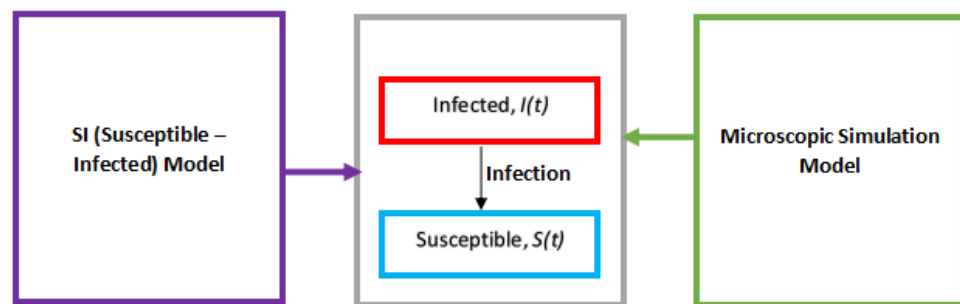 SI (Susceptible –
Infected) Model
Infected, I(t)
Infection
Susceptible, S(t)
Microscopic Simulation
Model